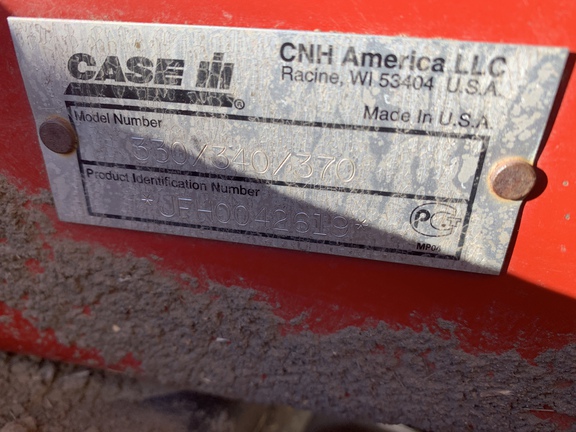 CASE IH
CNH America LLC
Racine, WI 53404 U.S.A.
Made In U.S.A
Model Number
330/340/370
Product Identification Number
*JFH0042619*